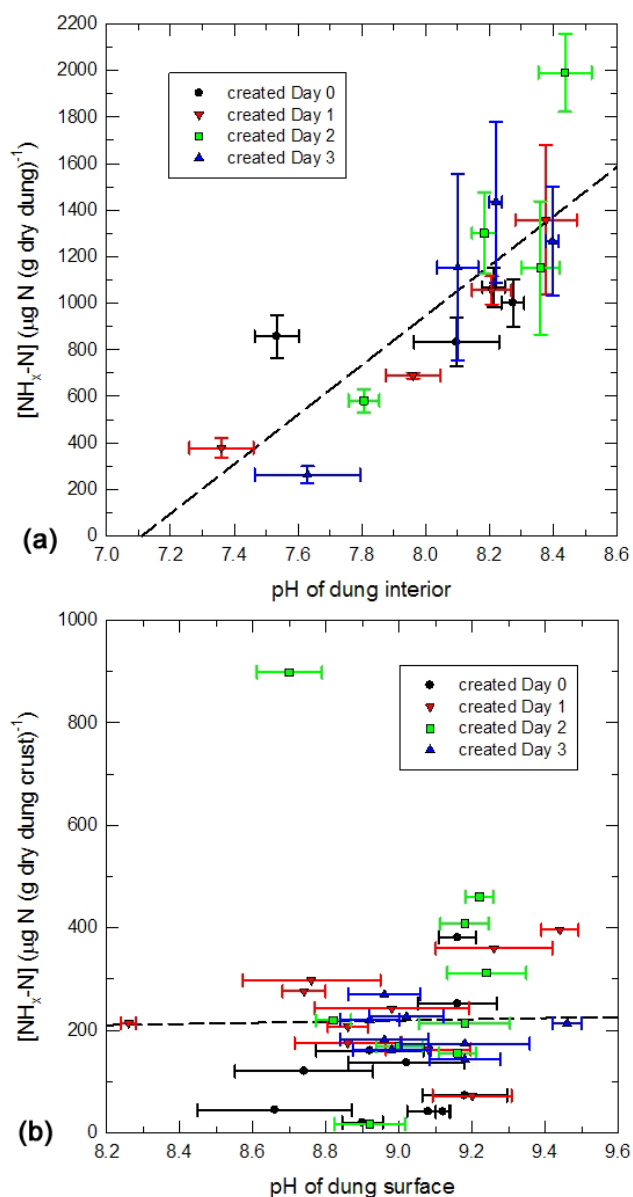 2200
2000
1800
1600
1400
1200
1000
800
600
400
200
0
[NHₓ-N] (µg N (g dry dung)⁻¹)
created Day 0
created Day 1
created Day 2
created Day 3
7.0 7.2 7.4 7.6 7.8 8.0 8.2 8.4 8.6
(a)
pH of dung interior
1000
800
600
400
200
0
[NHₓ-N] (µg N (g dry dung crust)⁻¹)
created Day 0
created Day 1
created Day 2
created Day 3
8.2 8.4 8.6 8.8 9.0 9.2 9.4 9.6
(b)
pH of dung surface